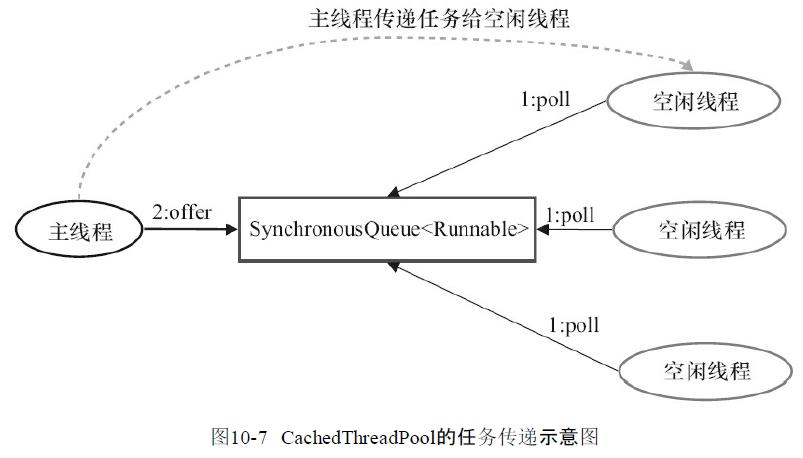 主线程传递任务给空闲线程
1:poll
空闲线程
主线程
2:offer
SynchronousQueue<Runnable>
1:poll
空闲线程
1:poll
空闲线程
图10-7 CachedThreadPool的任务传递示意图